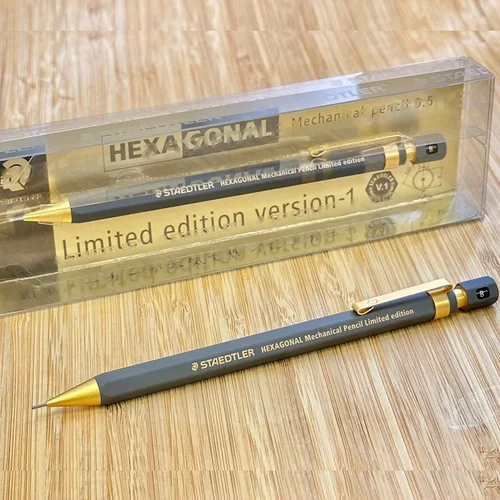 HEXAGONAL
Mechanical pencil 0.5
STAEDTLER HEXAGONAL Mechanical Pencil Limited edition
B
STAEDTLER
V.1
Limited edition version-1
B
STAEDTLER HEXAGONAL Mechanical Pencil Limited edition